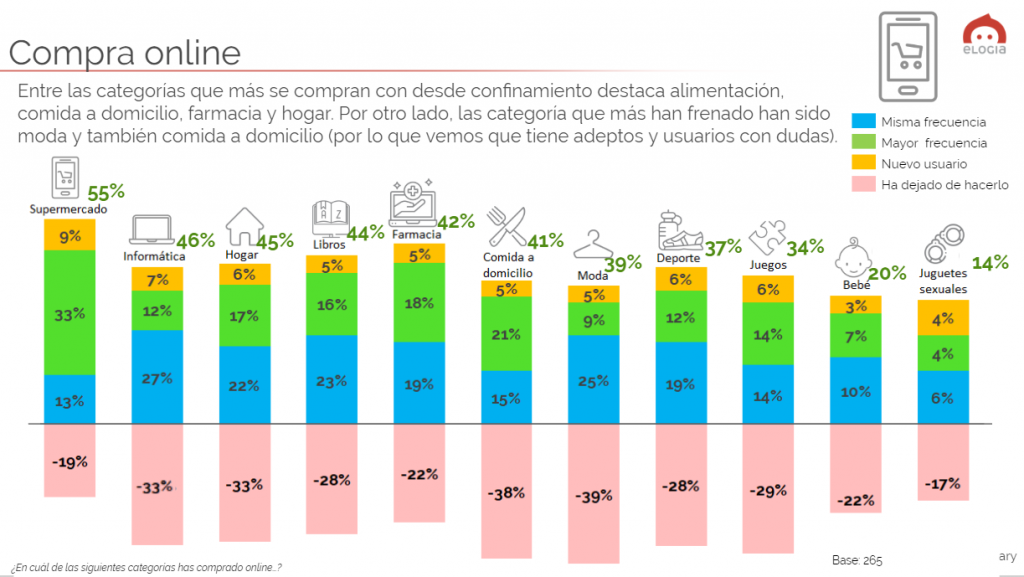 Compra online
eLOGIA
Entre las categorías que más se compran con desde confinamiento destaca alimentación,
comida a domicilio, farmacia y hogar. Por otro lado, las categoría que más han frenado han sido
moda y también comida a domicilio (por lo que vemos que tiene adeptos y usuarios con dudas).
Misma frecuencia
Mayor frecuencia
Nuevo usuario
Ha dejado de hacerlo
Supermercado
55%
9%
33%
13%
-19%
Informática
46%
7%
12%
27%
-33%
Hogar
45%
6%
17%
22%
-33%
W A Z
Libros
44%
5%
16%
23%
-28%
Farmacia
42%
5%
18%
19%
-22%
Comida a
domicilio
41%
5%
21%
15%
-38%
Moda
39%
5%
9%
25%
-39%
Deporte
37%
6%
12%
19%
-28%
Juegos
34%
6%
14%
14%
-29%
Bebé
20%
3%
7%
10%
-22%
Juguetes
sexuales
14%
4%
4%
6%
-17%
¿En cuál de las siguientes categorías has comprado online..?
Base: 265
ary